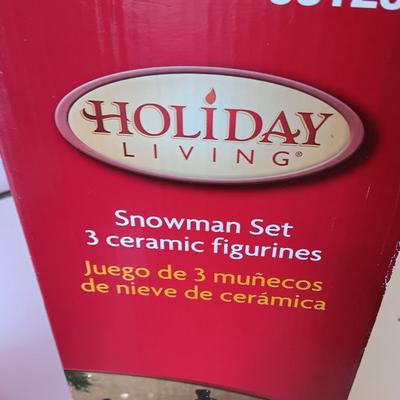 HOLIDAY
LIVING®
Snowman Set
3 ceramic figurines
Juego de 3 muñecos
de nieve de cerámica